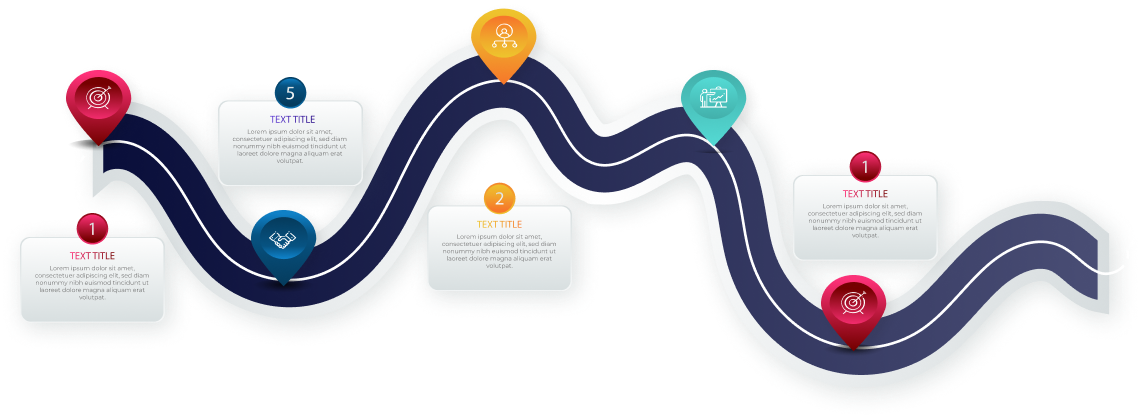 5
TEXT TITLE
Lorem ipsum dolor sit amet,
consectetuer adipiscing elit, sed diam
nonummy nibh euismod tincidunt ut
laoreet dolore magna aliquam erat
volutpat.
1
TEXT TITLE
Lorem ipsum dolor sit amet,
consectetuer adipiscing elit, sed diam
nonummy nibh euismod tincidunt ut
laoreet dolore magna aliquam erat
volutpat.
2
TEXT TITLE
Lorem ipsum dolor sit amet,
consectetuer adipiscing elit, sed diam
nonummy nibh euismod tincidunt ut
laoreet dolore magna aliquam erat
volutpat.
1
TEXT TITLE
Lorem ipsum dolor sit amet,
consectetuer adipiscing elit, sed diam
nonummy nibh euismod tincidunt ut
laoreet dolore magna aliquam erat
volutpat.